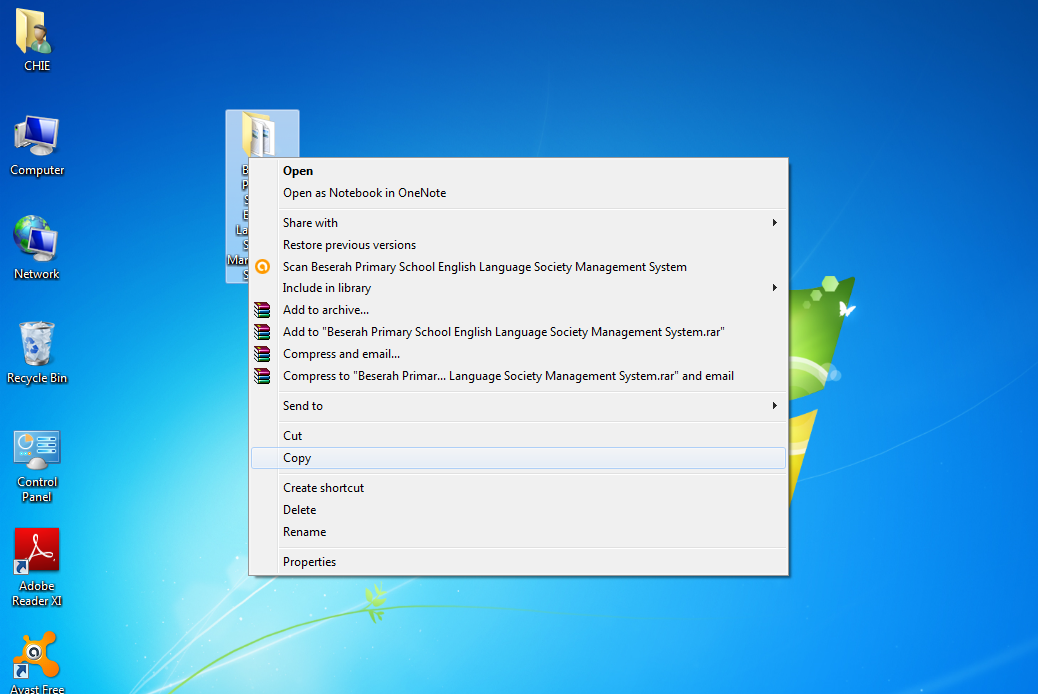 CHIE
Computer
Network
Recycle Bin
Control
Panel
Adobe
Reader XI
Avast Free
B
P
S
E
La
S
Mar
S
Open
Open as Notebook in OneNote
Share with
Restore previous versions
Scan Beserah Primary School English Language Society Management System
Include in library
Add to archive...
Add to "Beserah Primary School English Language Society Management System.rar"
Compress and email...
Compress to "Beserah Primar... Language Society Management System.rar" and email
Send to
Cut
Copy
Create shortcut
Delete
Rename
Properties